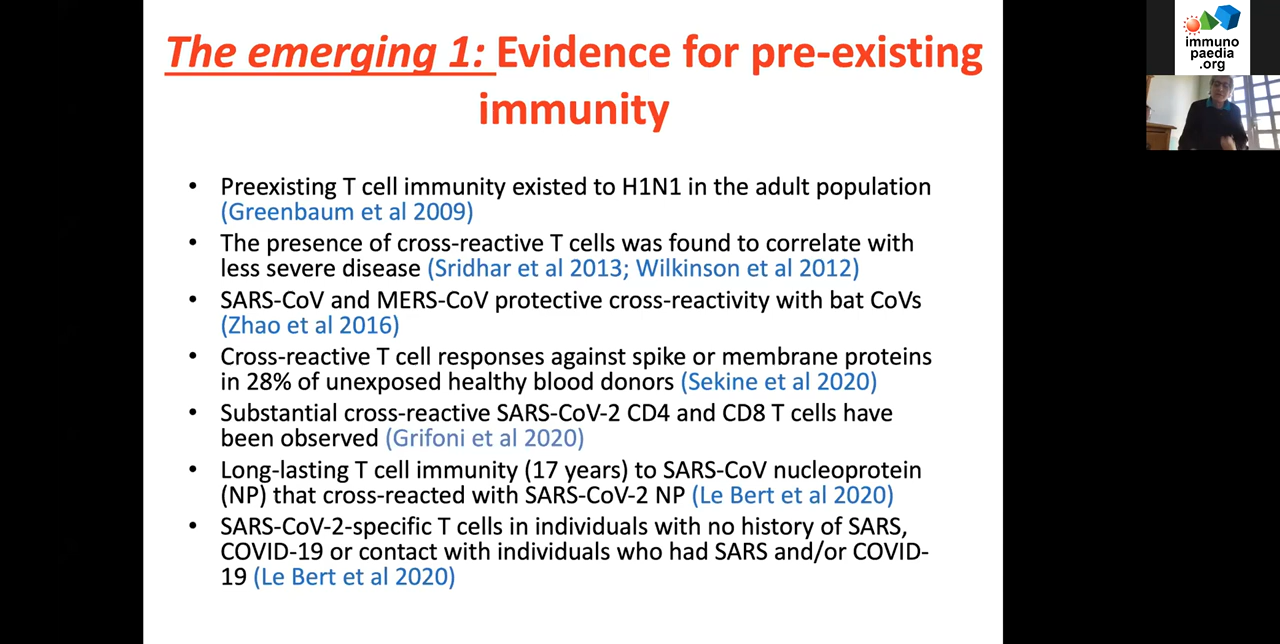 The emerging 1: Evidence for pre-existing
immunity
immuno
paedia
.org
• Preexisting T cell immunity existed to H1N1 in the adult population
(Greenbaum et al 2009)
• The presence of cross-reactive T cells was found to correlate with
less severe disease (Sridhar et al 2013; Wilkinson et al 2012)
• SARS-CoV and MERS-CoV protective cross-reactivity with bat CoVs
(Zhao et al 2016)
• Cross-reactive T cell responses against spike or membrane proteins
in 28% of unexposed healthy blood donors (Sekine et al 2020)
• Substantial cross-reactive SARS-CoV-2 CD4 and CD8 T cells have
been observed (Grifoni et al 2020)
• Long-lasting T cell immunity (17 years) to SARS-CoV nucleoprotein
(NP) that cross-reacted with SARS-CoV-2 NP (Le Bert et al 2020)
• SARS-CoV-2-specific T cells in individuals with no history of SARS,
COVID-19 or contact with individuals who had SARS and/or COVID-
19 (Le Bert et al 2020)